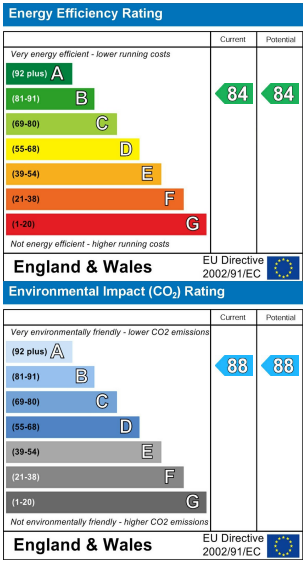 Energy Efficiency Rating
Current Potential
Very energy efficient - lower running costs
(92 plus) A
(81-91) B
84 84
(69-80) C
(55-68) D
(39-54) E
(21-38) F
(1-20) G
Not energy efficient - higher running costs
England & Wales
EU Directive
2002/91/EC
Environmental Impact (CO₂) Rating
Current Potential
Very environmentally friendly - lower CO2 emissions
(92 plus) A
(81-91) B
88 88
(69-80) C
(55-68) D
(39-54) E
(21-38) F
(1-20) G
Not environmentally friendly - higher CO2 emissions
England & Wales
EU Directive
2002/91/EC